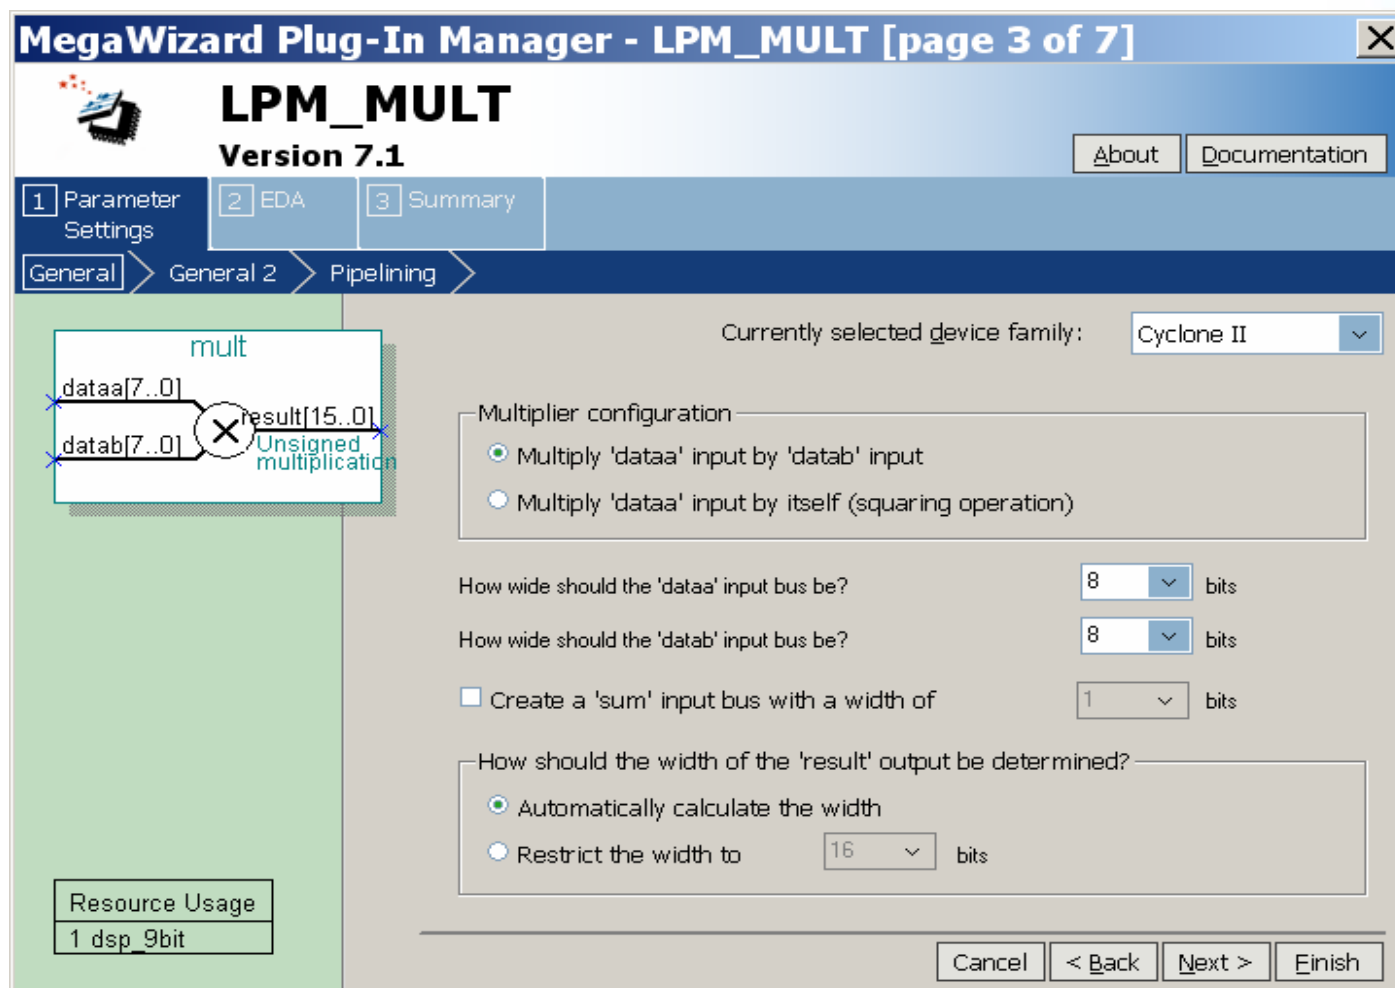 MegaWizard Plug-In Manager - LPM_MULT [page 3 of 7]
LPM_MULT
Version 7.1
About
Documentation
1 Parameter Settings
2 EDA
3 Summary
General
General 2
Pipelining
mult
dataa[7..0]
datab[7..0]
result[15..0]
Unsigned
multiplication
Resource Usage
1 dsp_9bit
Currently selected device family:
Cyclone II
Multiplier configuration
Multiply 'dataa' input by 'datab' input
Multiply 'dataa' input by itself (squaring operation)
How wide should the 'dataa' input bus be? 8 bits
How wide should the 'datab' input bus be? 8 bits
Create a 'sum' input bus with a width of 1 bits
How should the width of the 'result' output be determined?
Automatically calculate the width
Restrict the width to 16 bits
Cancel
< Back
Next >
Finish